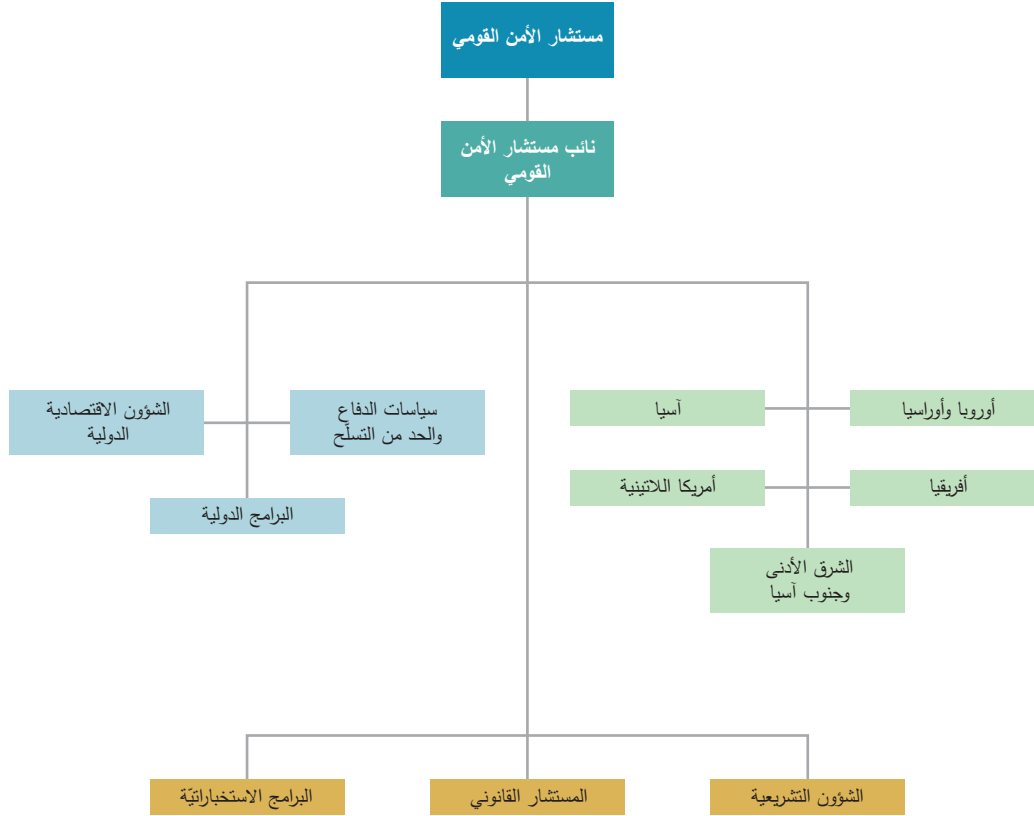 مستشار الأمن القومي
نائب مستشار الأمن
القومي
أوروبا وأوراسيا
آسيا
سياسات الدفاع
والحد من التسلّح
الشؤون الاقتصادية
الدولية
أفريقيا
أمريكا اللاتينية
البرامج الدولية
الشرق الأدنى
وجنوب آسيا
الشؤون التشريعية
المستشار القانوني
البرامج الاستخباراتيّة